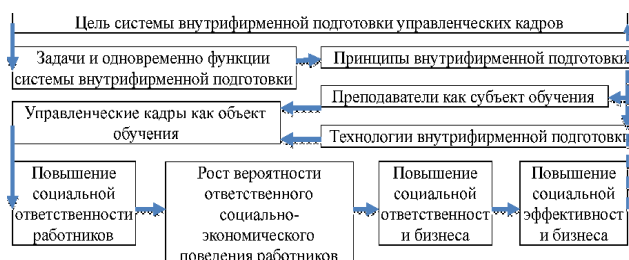 Цель системы внутрифирменной подготовки управленческих кадров
Задачи и одновременно функции
системы внутрифирменной подготовки
Принципы внутрифирменной подготовки
Преподаватели как субъект обучения
Управленческие кадры как объект
обучения
Технологии внутрифирменной подготовки
Повышение
социальной
ответственности
работников
Рост вероятности
ответственного
социально-
экономического
поведения работников
Повышение
социальной
ответственност
и бизнеса
Повышение
социальной
эффективност
и бизнеса